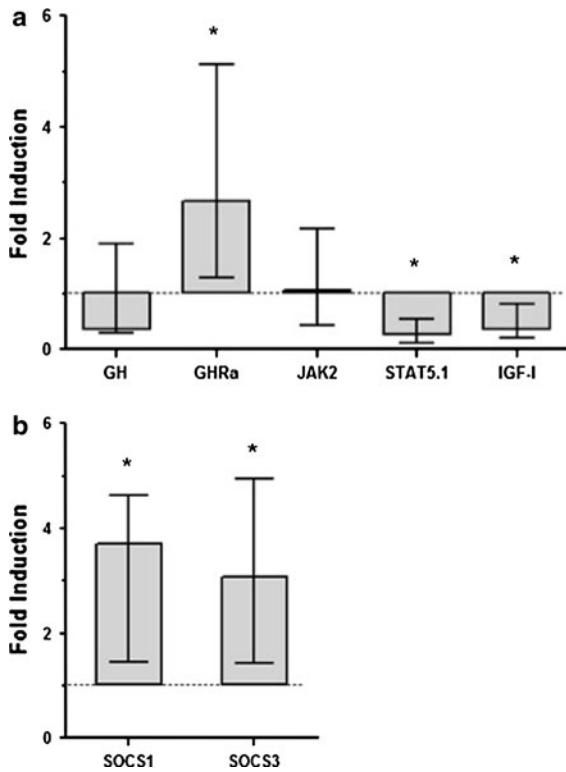 a
6
*
4
Fold Induction
2
*
*
0
GH GHRa JAK2 STAT5.1 IGF-I
b
6
*
*
4
Fold Induction
2
0
SOCS1 SOCS3